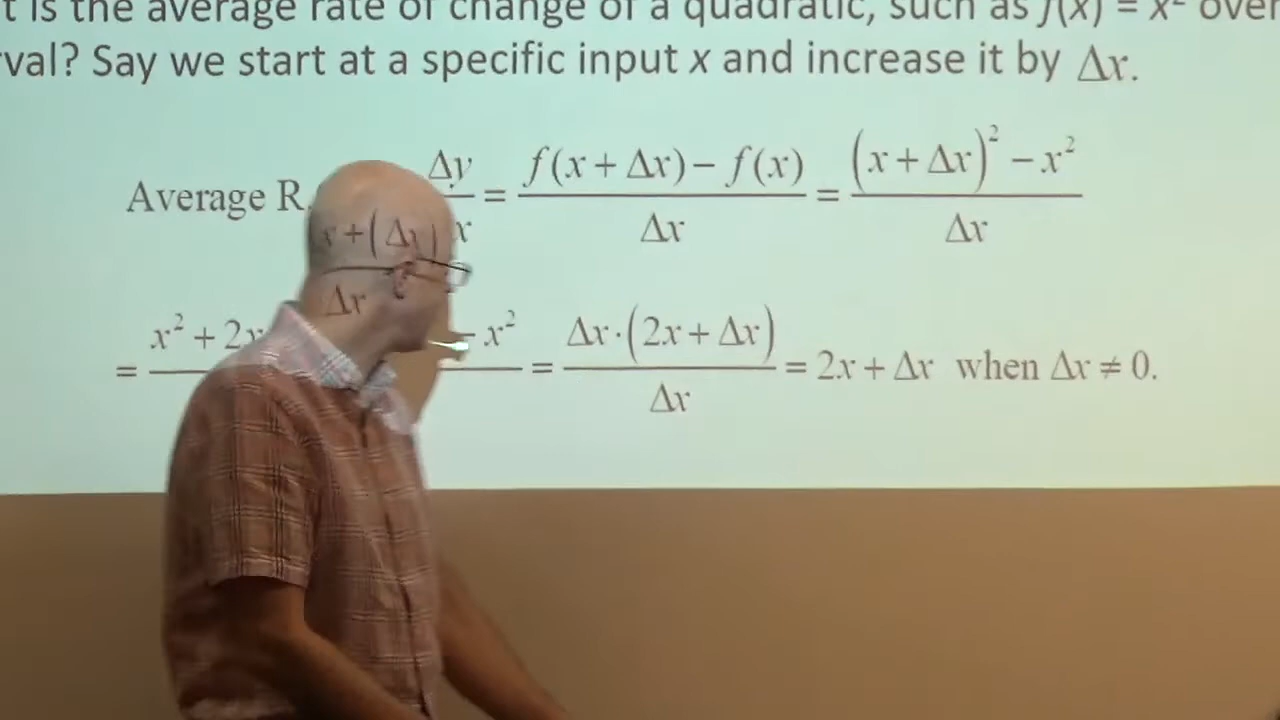 t is the average rate of change of a quadratic, such as f(x) = x² over
rval? Say we start at a specific input x and increase it by Δx.
Average R Δy/x = (f(x + Δx) − f(x))/Δx = ((x + Δx)² − x²)/Δx
= x² + 2x x + (Δx) − x² / Δx = Δx·(2x + Δx)/Δx = 2x + Δx when Δx ≠ 0.